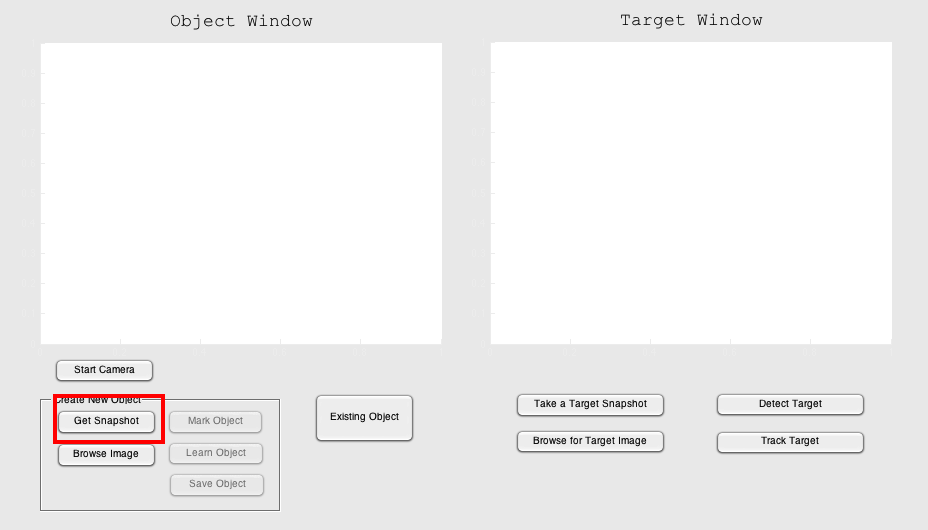 Object Window
Target Window
Start Camera
Create New Object
Get Snapshot
Mark Object
Browse Image
Learn Object
Save Object
Existing Object
Take a Target Snapshot
Browse for Target Image
Detect Target
Track Target